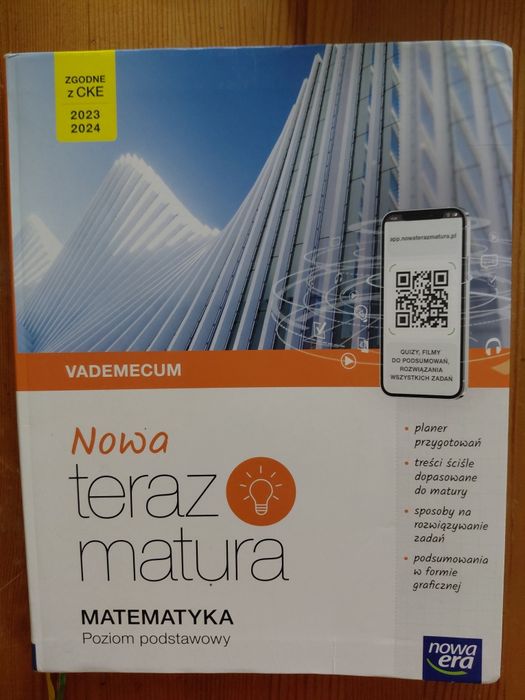 ZGODNE
z CKE
2023
2024
app.nowaterazmatura.pl
QUIZY, FILMY
DO PODSUMOWAŃ,
ROZWIĄZANIA
WSZYSTKICH ZADAŃ
VADEMECUM
Nowa
teraz
matura
MATEMATYKA
Poziom podstawowy
• planer
przygotowań
• treści ściśle
dopasowane
do matury
• sposoby na
rozwiązywanie
zadań
• podsumowania
w formie
graficznej
nowa
era